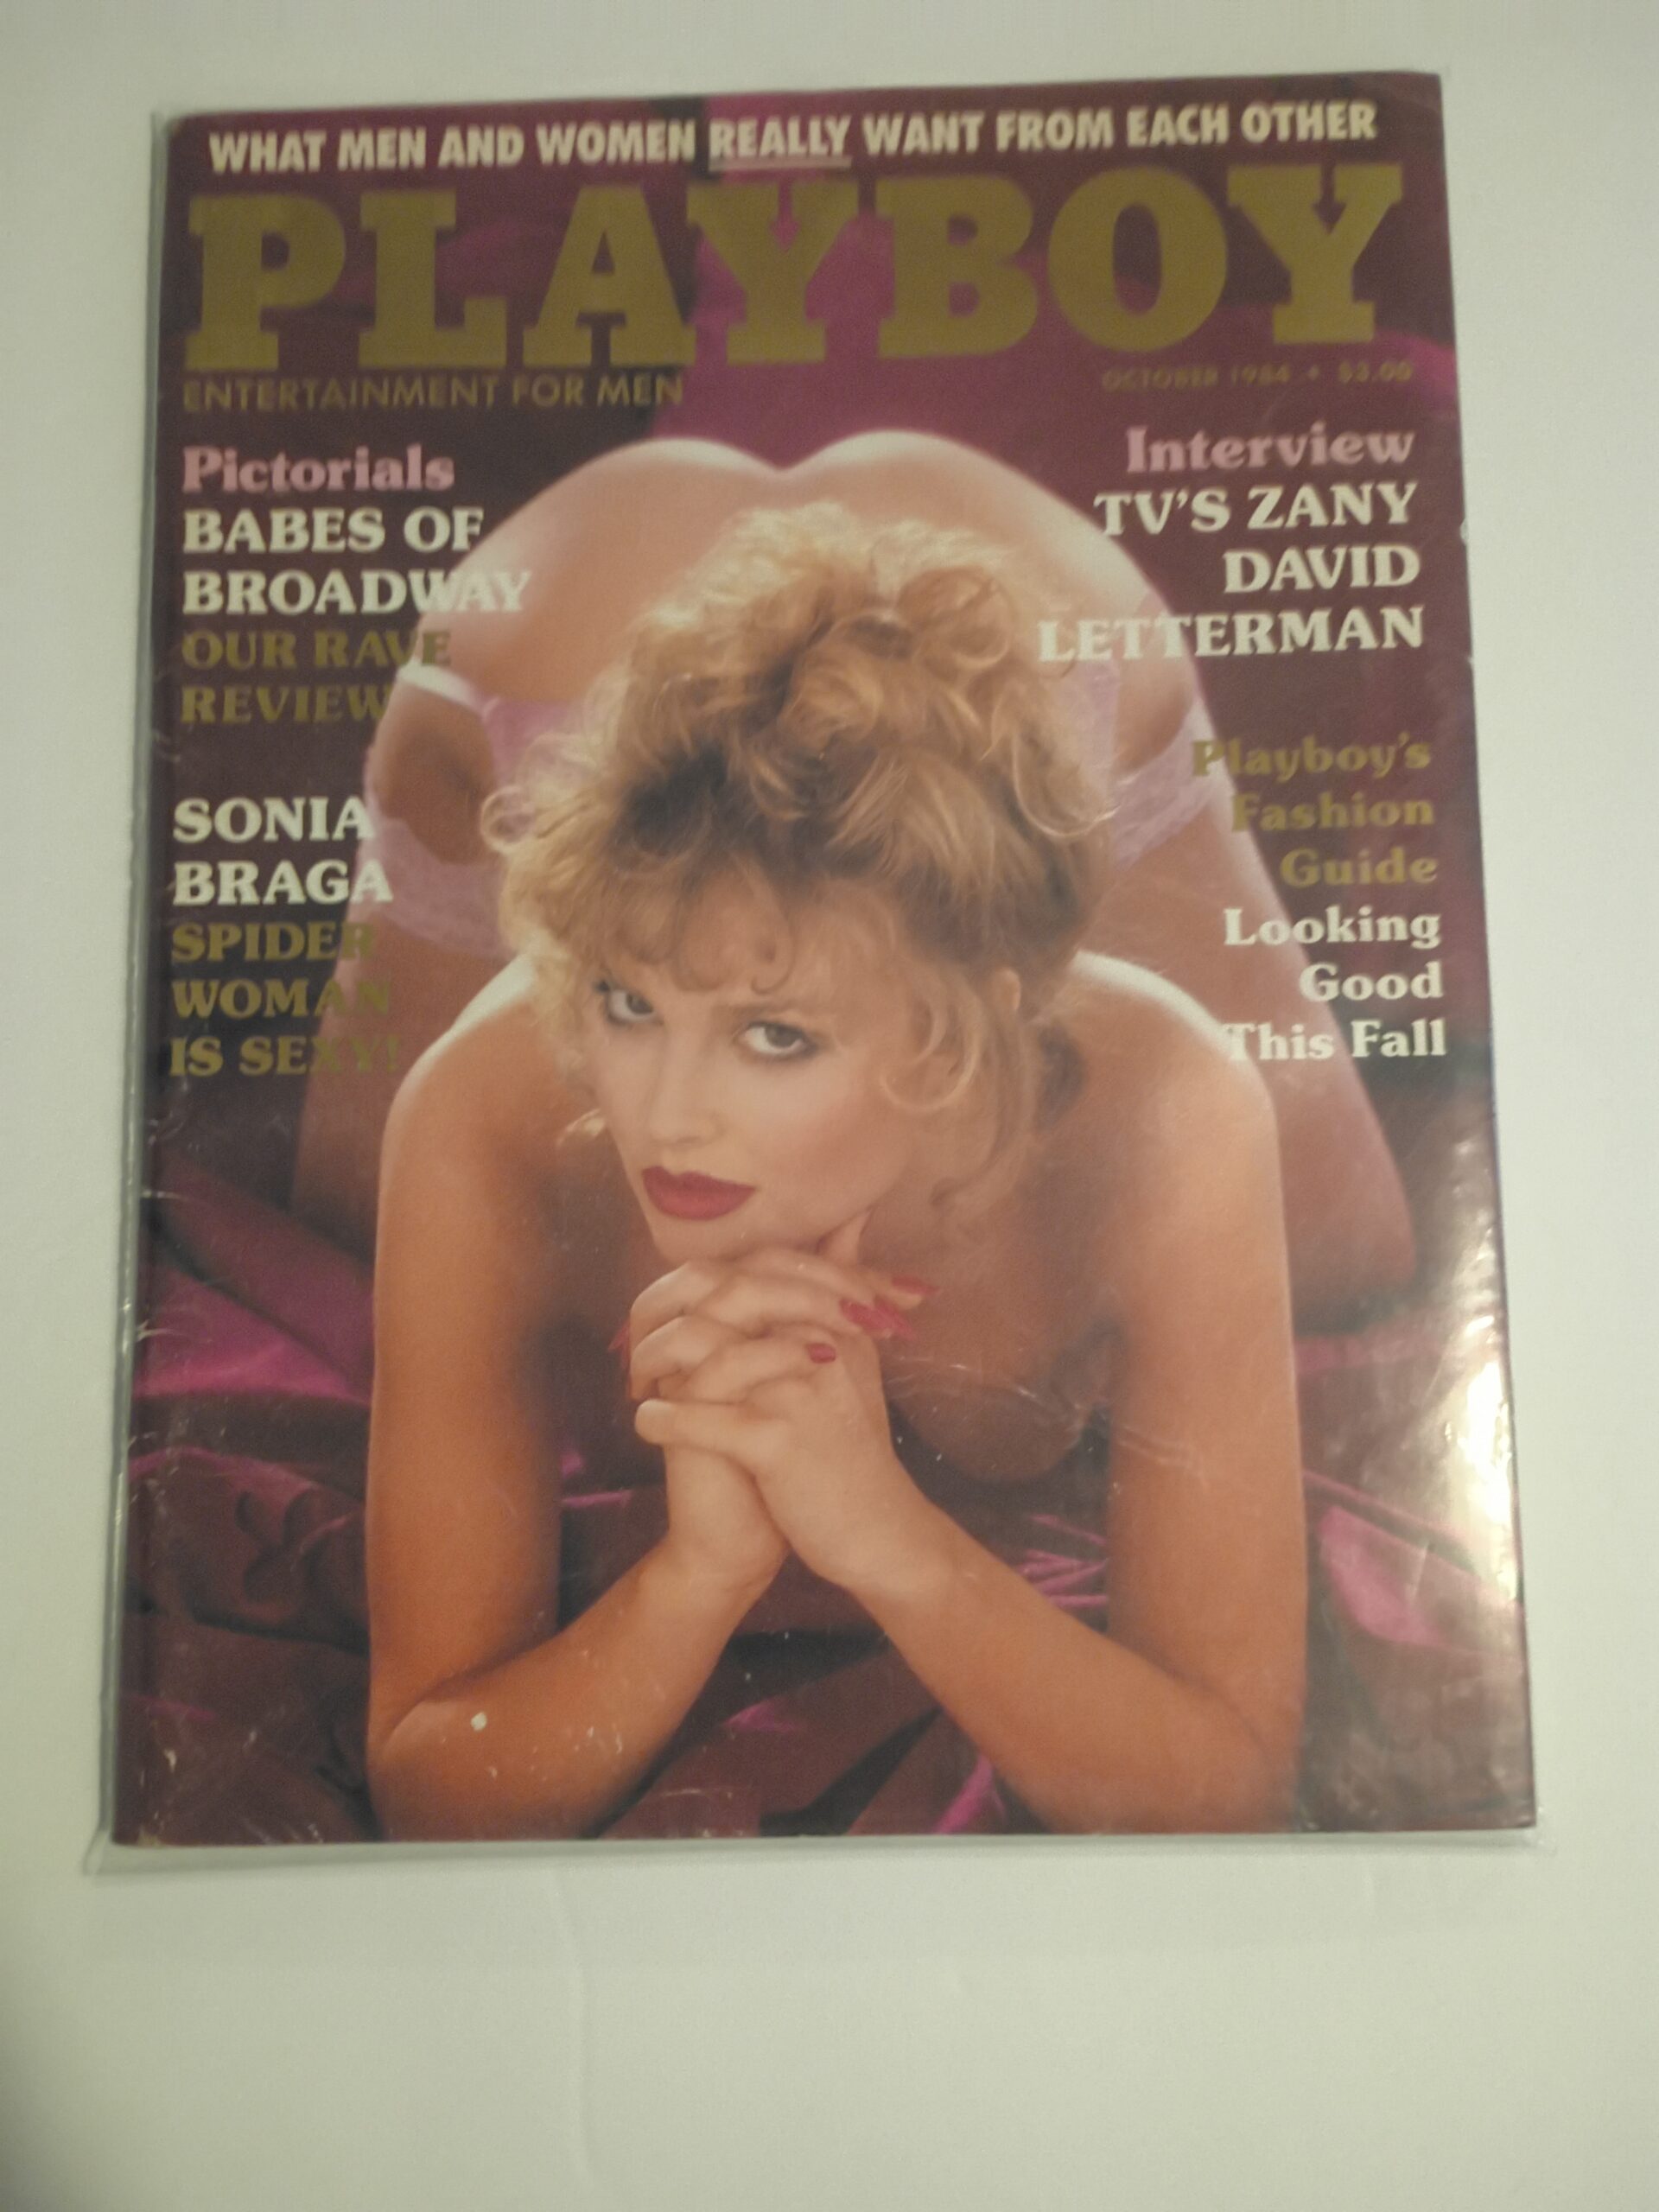 WHAT MEN AND WOMEN REALLY WANT FROM EACH OTHER
PLAYBOY
ENTERTAINMENT FOR MEN
OCTOBER 1984 • $3.00
Pictorials
BABES OF
BROADWAY
OUR RAVE
REVIEW
SONIA
BRAGA
SPIDER
WOMAN
IS SEXY!
Interview
TV'S ZANY
DAVID
LETTERMAN
Playboy's
Fashion
Guide
Looking
Good
This Fall